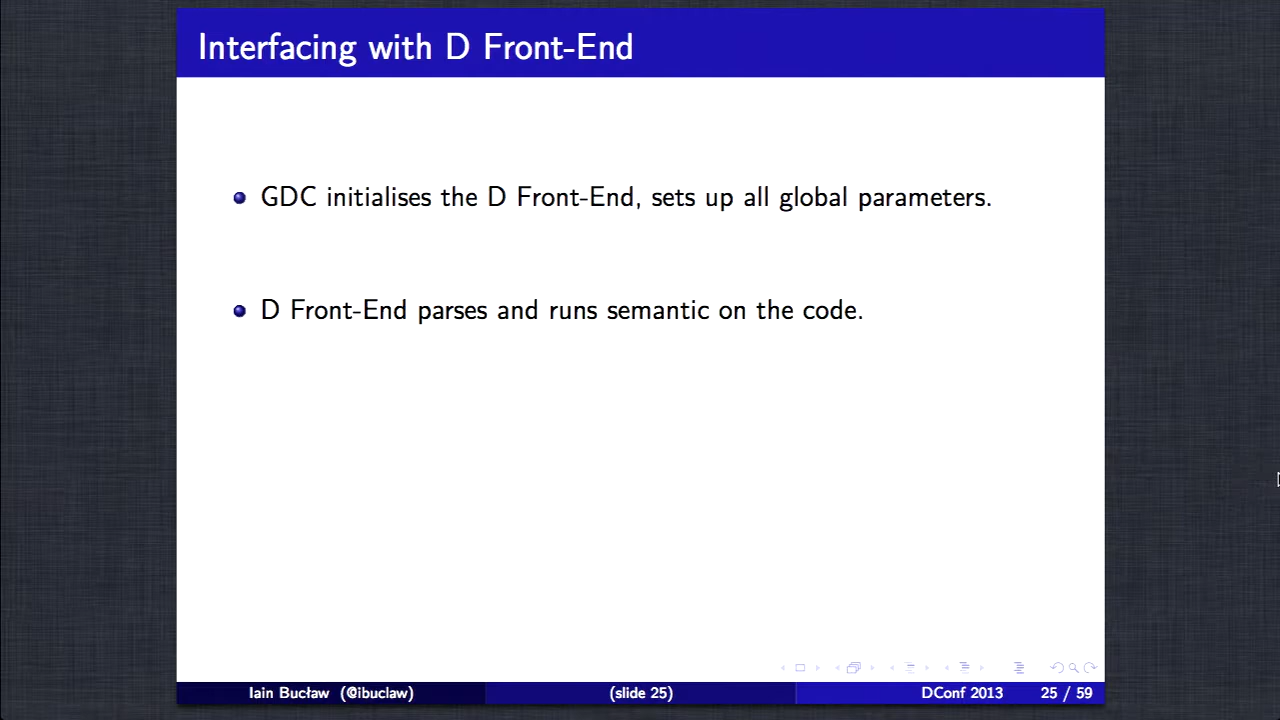 Interfacing with D Front-End
GDC initialises the D Front-End, sets up all global parameters.
D Front-End parses and runs semantic on the code.
Iain Bucław (@ibuclaw) (slide 25) DConf 2013 25 / 59